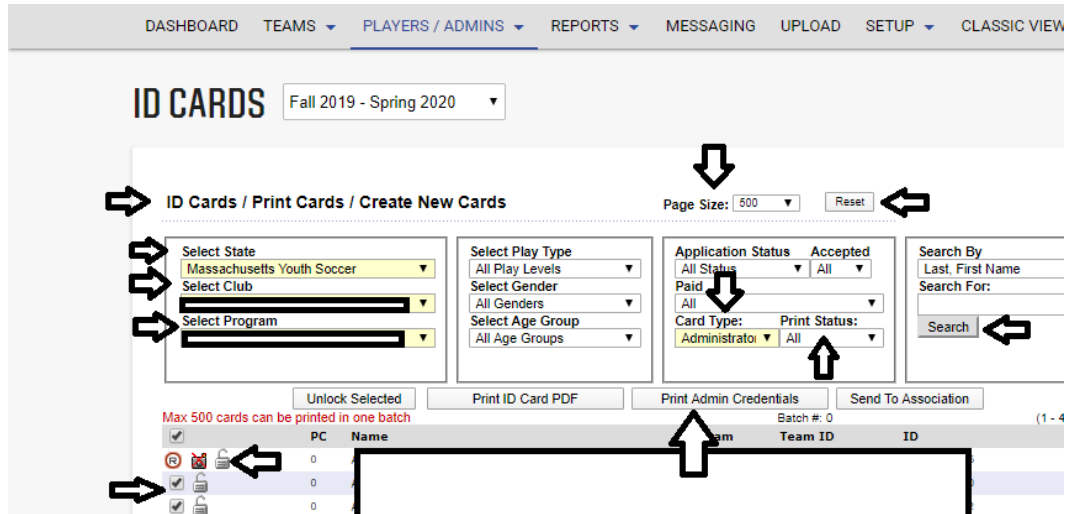 DASHBOARD TEAMS PLAYERS / ADMINS REPORTS MESSAGING UPLOAD SETUP CLASSIC VIEW
ID CARDS Fall 2019 - Spring 2020
ID Cards / Print Cards / Create New Cards Page Size: 500 Reset
Select State Select Play Type Application Status Accepted Search By
Massachusetts Youth Soccer All Play Levels All Status All Last, First Name
Select Club Select Gender Paid Search For:
All Genders All
Select Program Select Age Group Card Type: Print Status: Search
All Age Groups Administrator All
Unlock Selected Print ID Card PDF Print Admin Credentials Send To Association
Max 500 cards can be printed in one batch Batch #: 0 (1 - 4
PC Name Team ID ID
R 0
0
0